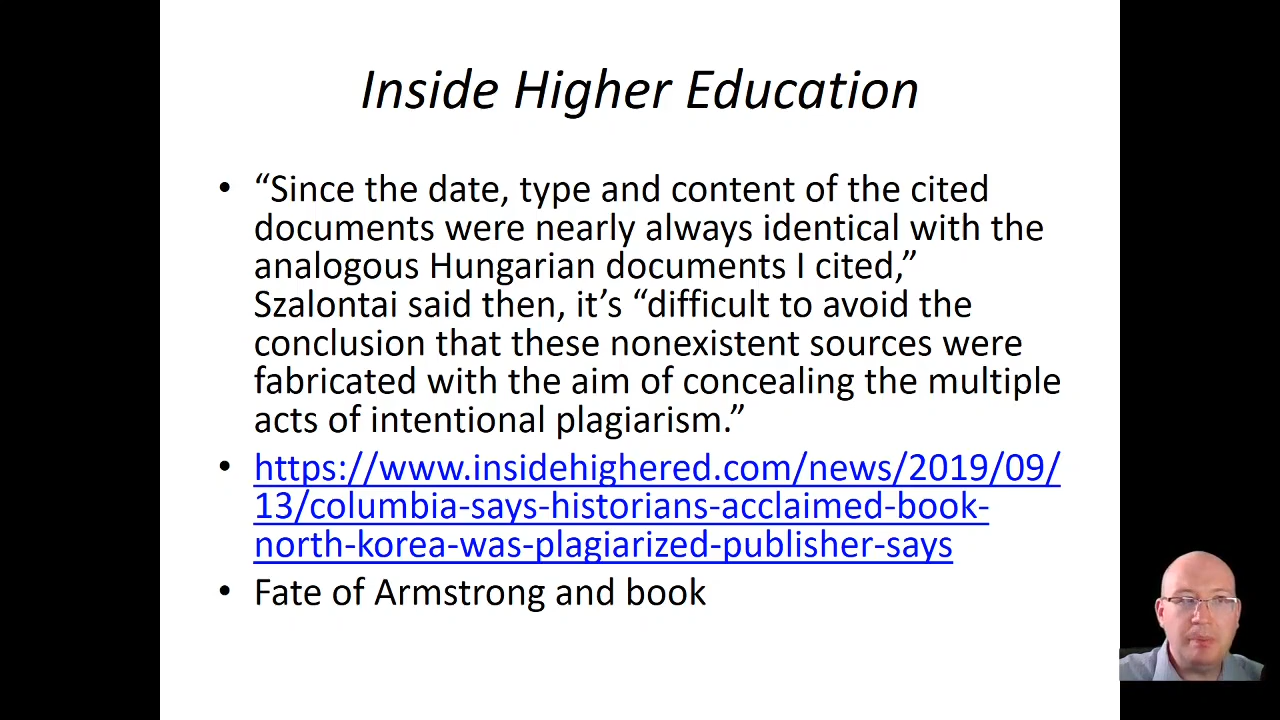 Inside Higher Education
• “Since the date, type and content of the cited
documents were nearly always identical with the
analogous Hungarian documents I cited,”
Szalontai said then, it’s “difficult to avoid the
conclusion that these nonexistent sources were
fabricated with the aim of concealing the multiple
acts of intentional plagiarism.”
• https://www.insidehighered.com/news/2019/09/
13/columbia-says-historians-acclaimed-book-
north-korea-was-plagiarized-publisher-says
• Fate of Armstrong and book